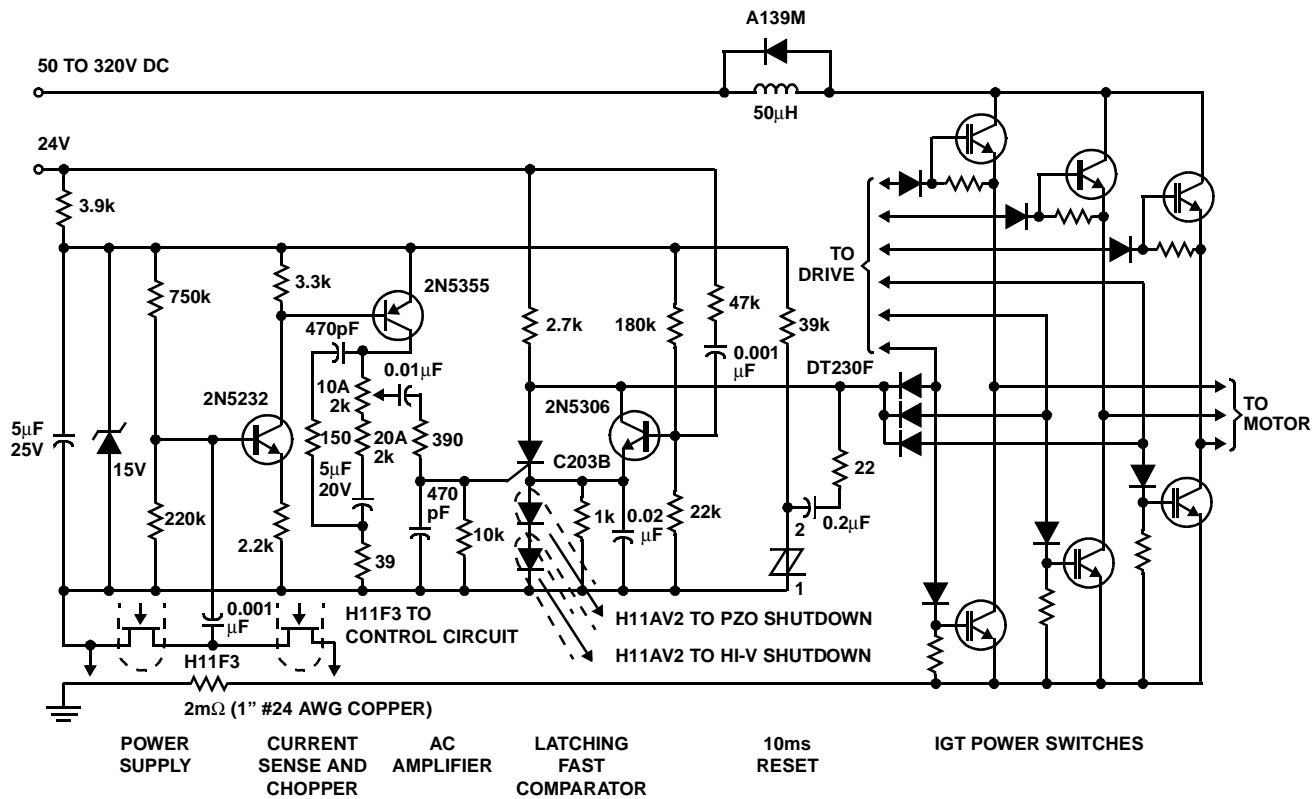 A139M
50 TO 320V DC
50μH
24V
3.9k
3.3k
2N5355
750k
470pF
2.7k
180k
47k
39k
TO
DRIVE
0.01μF
0.001
μF
DT230F
10A
2k
2N5232
2N5306
TO
MOTOR
5μF
25V
15V
150
20A
2k
390
C203B
22
5μF
20V
220k
470
pF
10k
1k
0.02
μF
22k
2
0.2μF
2.2k
39
1
0.001
μF
H11F3 TO
CONTROL CIRCUIT
H11AV2 TO PZO SHUTDOWN
H11F3
H11AV2 TO HI-V SHUTDOWN
2mΩ (1” #24 AWG COPPER)
POWER
SUPPLY
CURRENT
SENSE AND
CHOPPER
AC
AMPLIFIER
LATCHING
FAST
COMPARATOR
10ms
RESET
IGT POWER SWITCHES